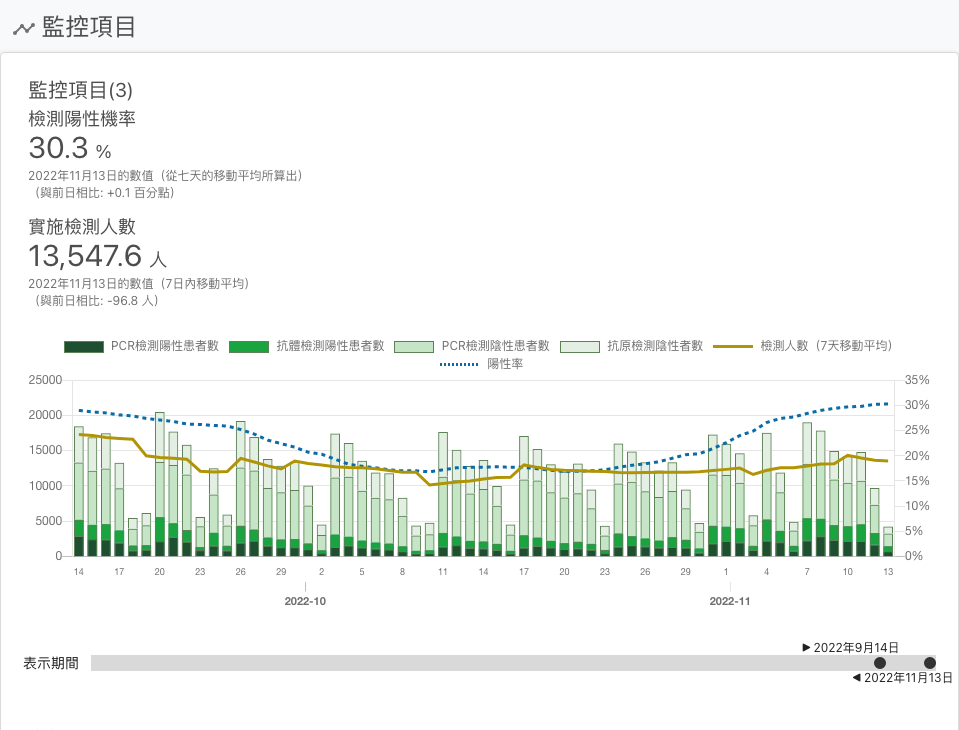 監控項目
監控項目(3)
檢測陽性機率
30.3 %
2022年11月13日的數值（從七天的移動平均所算出）
（與前日相比: +0.1 百分點）
實施檢測人數
13,547.6 人
2022年11月13日的數值（7日內移動平均）
（與前日相比: -96.8 人）
PCR檢測陽性患者數 抗體檢測陽性患者數 PCR檢測陰性患者數 抗原檢測陰性者數 檢測人數（7天移動平均）
陽性率
25000 35%
20000 30%
25%
15000 20%
10000 15%
10%
5000 5%
0 0%
14 17 20 23 26 29 2 5 8 11 14 17 20 23 26 29 1 4 7 10 13
2022-10 2022-11
▶ 2022年9月14日
表示期間
◀ 2022年11月13日